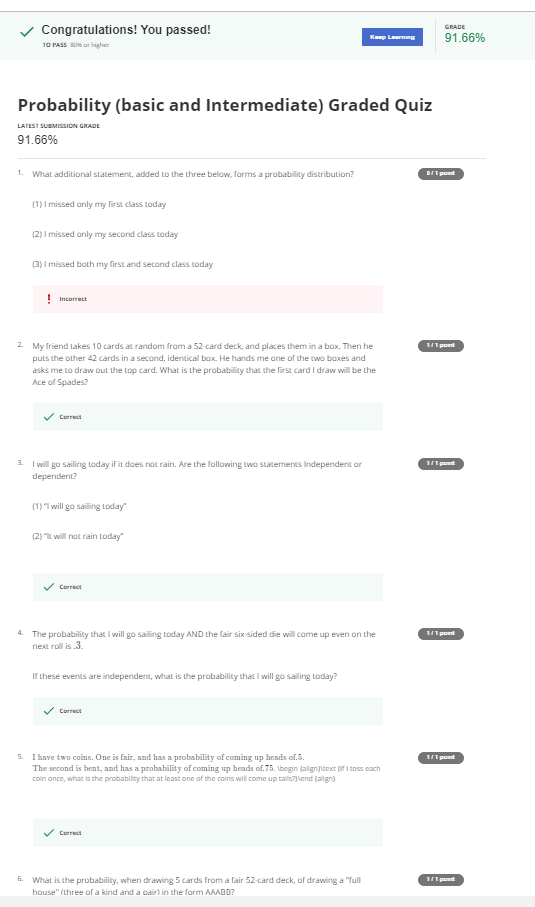 Congratulations! You passed!
TO PASS 80% or higher
Keep Learning
GRADE
91.66%
Probability (basic and Intermediate) Graded Quiz
LATEST SUBMISSION GRADE
91.66%
1. What additional statement, added to the three below, forms a probability distribution?
0 / 1 point
(1) I missed only my first class today
(2) I missed only my second class today
(3) I missed both my first and second class today
Incorrect
2. My friend takes 10 cards at random from a 52-card deck, and places them in a box. Then he
1 / 1 point
puts the other 42 cards in a second, identical box. He hands me one of the two boxes and
asks me to draw out the top card. What is the probability that the first card I draw will be the
Ace of Spades?
Correct
3. I will go sailing today if it does not rain. Are the following two statements Independent or
1 / 1 point
dependent?
(1) "I will go sailing today"
(2) "It will not rain today"
Correct
4. The probability that I will go sailing today AND the fair six-sided die will come up even on the
1 / 1 point
next roll is .3.
If these events are independent, what is the probability that I will go sailing today?
Correct
5. I have two coins. One is fair, and has a probability of coming up heads of.5.
1 / 1 point
The second is bent, and has a probability of coming up heads of.75. \begin {align}\text {If I toss each
coin once, what is the probability that at least one of the coins will come up tails?}\end {align}
Correct
6. What is the probability, when drawing 5 cards from a fair 52-card deck, of drawing a "full
1 / 1 point
house" (three of a kind and a pair) in the form AAABB?